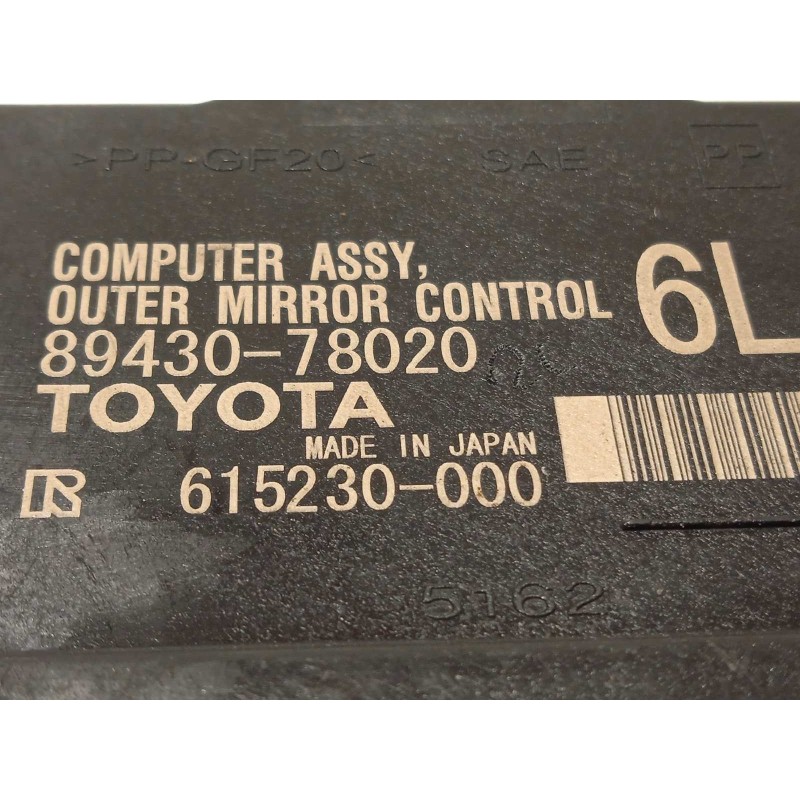 >PP-GF20< SAE PP
COMPUTER ASSY,
OUTER MIRROR CONTROL
6L
89430-78020
TOYOTA
MADE IN JAPAN
R 615230-000
5162